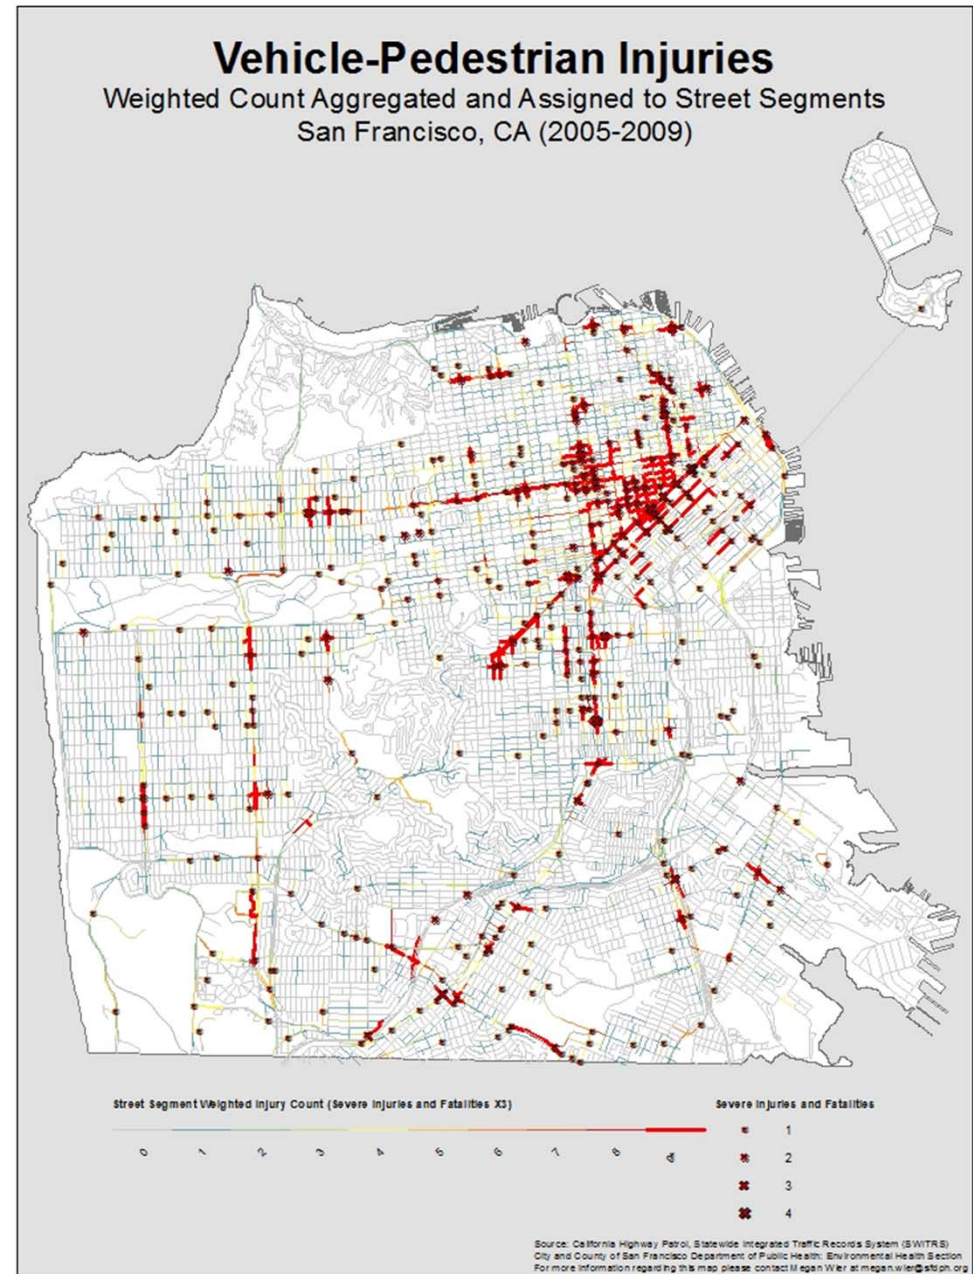 Vehicle-Pedestrian Injuries
Weighted Count Aggregated and Assigned to Street Segments
San Francisco, CA (2005-2009)
Street Segment Weighted Injury Count (Severe Injuries and Fatalities X3)
0 1 2 3 4 5 6 7 8
Severe Injuries and Fatalities
1
2
3
4
Source: California Highway Patrol, Statewide Integrated Traffic Records System (SWITRS)
City and County of San Francisco Department of Public Health: Environmental Health Section
For more information regarding this map please contact Megan Wier at megan.wier@sfdph.org